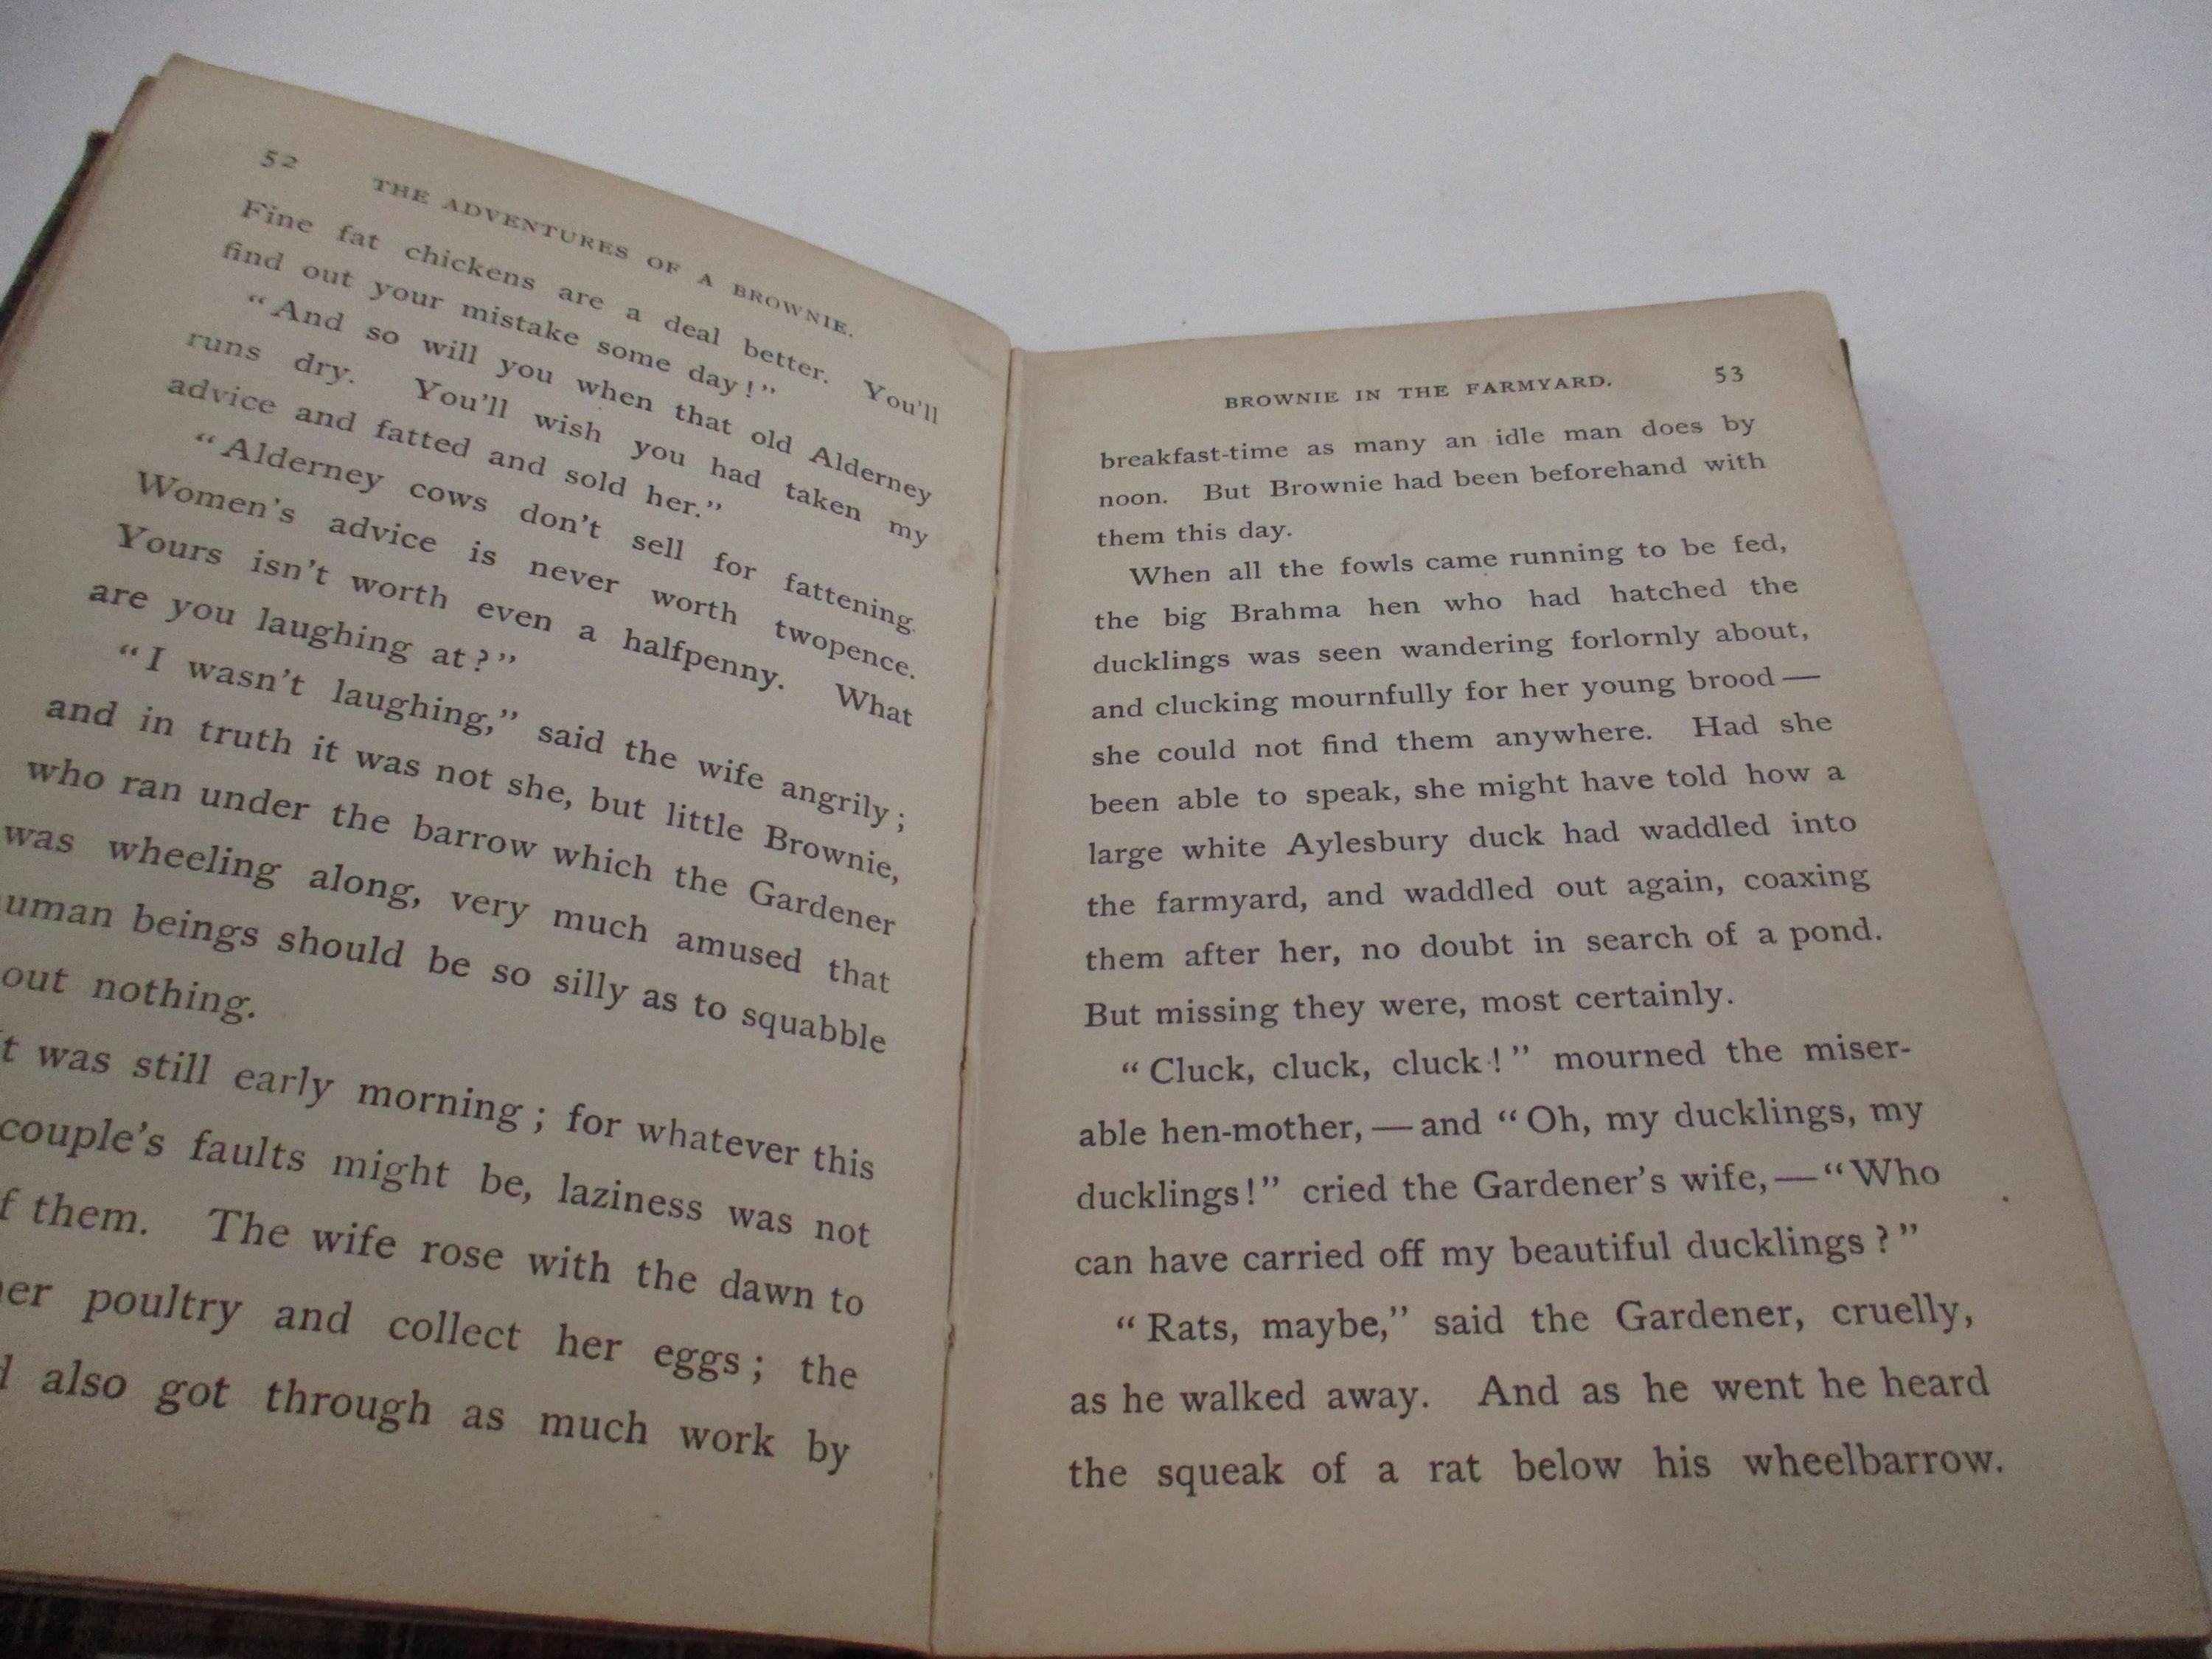 52 THE ADVENTURES OF A BROWNIE.
Fine fat chickens are a deal better. You'll
find out your mistake some day!”
“And so will you when that old Alderney
runs dry. You'll wish you had taken my
advice and fatted and sold her.”
“Alderney cows don't sell for fattening.
Women's advice is never worth twopence.
Yours isn't worth even a halfpenny. What
are you laughing at?”
“I wasn't laughing,” said the wife angrily;
and in truth it was not she, but little Brownie,
who ran under the barrow which the Gardener
was wheeling along, very much amused that
beings should be so silly as to squabble
nothing.
was still early morning; for whatever this
couple's faults might be, laziness was not
them. The wife rose with the dawn to
poultry and collect her eggs; the
also got through as much work by
BROWNIE IN THE FARMYARD. 53
breakfast-time as many an idle man does by
noon. But Brownie had been beforehand with
them this day.
When all the fowls came running to be fed,
the big Brahma hen who had hatched the
ducklings was seen wandering forlornly about,
and clucking mournfully for her young brood—
she could not find them anywhere. Had she
been able to speak, she might have told how a
large white Aylesbury duck had waddled into
the farmyard, and waddled out again, coaxing
them after her, no doubt in search of a pond.
But missing they were, most certainly.
“Cluck, cluck, cluck!” mourned the miser-
able hen-mother,—and “Oh, my ducklings, my
ducklings!” cried the Gardener's wife,—“Who
can have carried off my beautiful ducklings?”
“Rats, maybe,” said the Gardener, cruelly,
as he walked away. And as he went he heard
the squeak of a rat below his wheelbarrow.